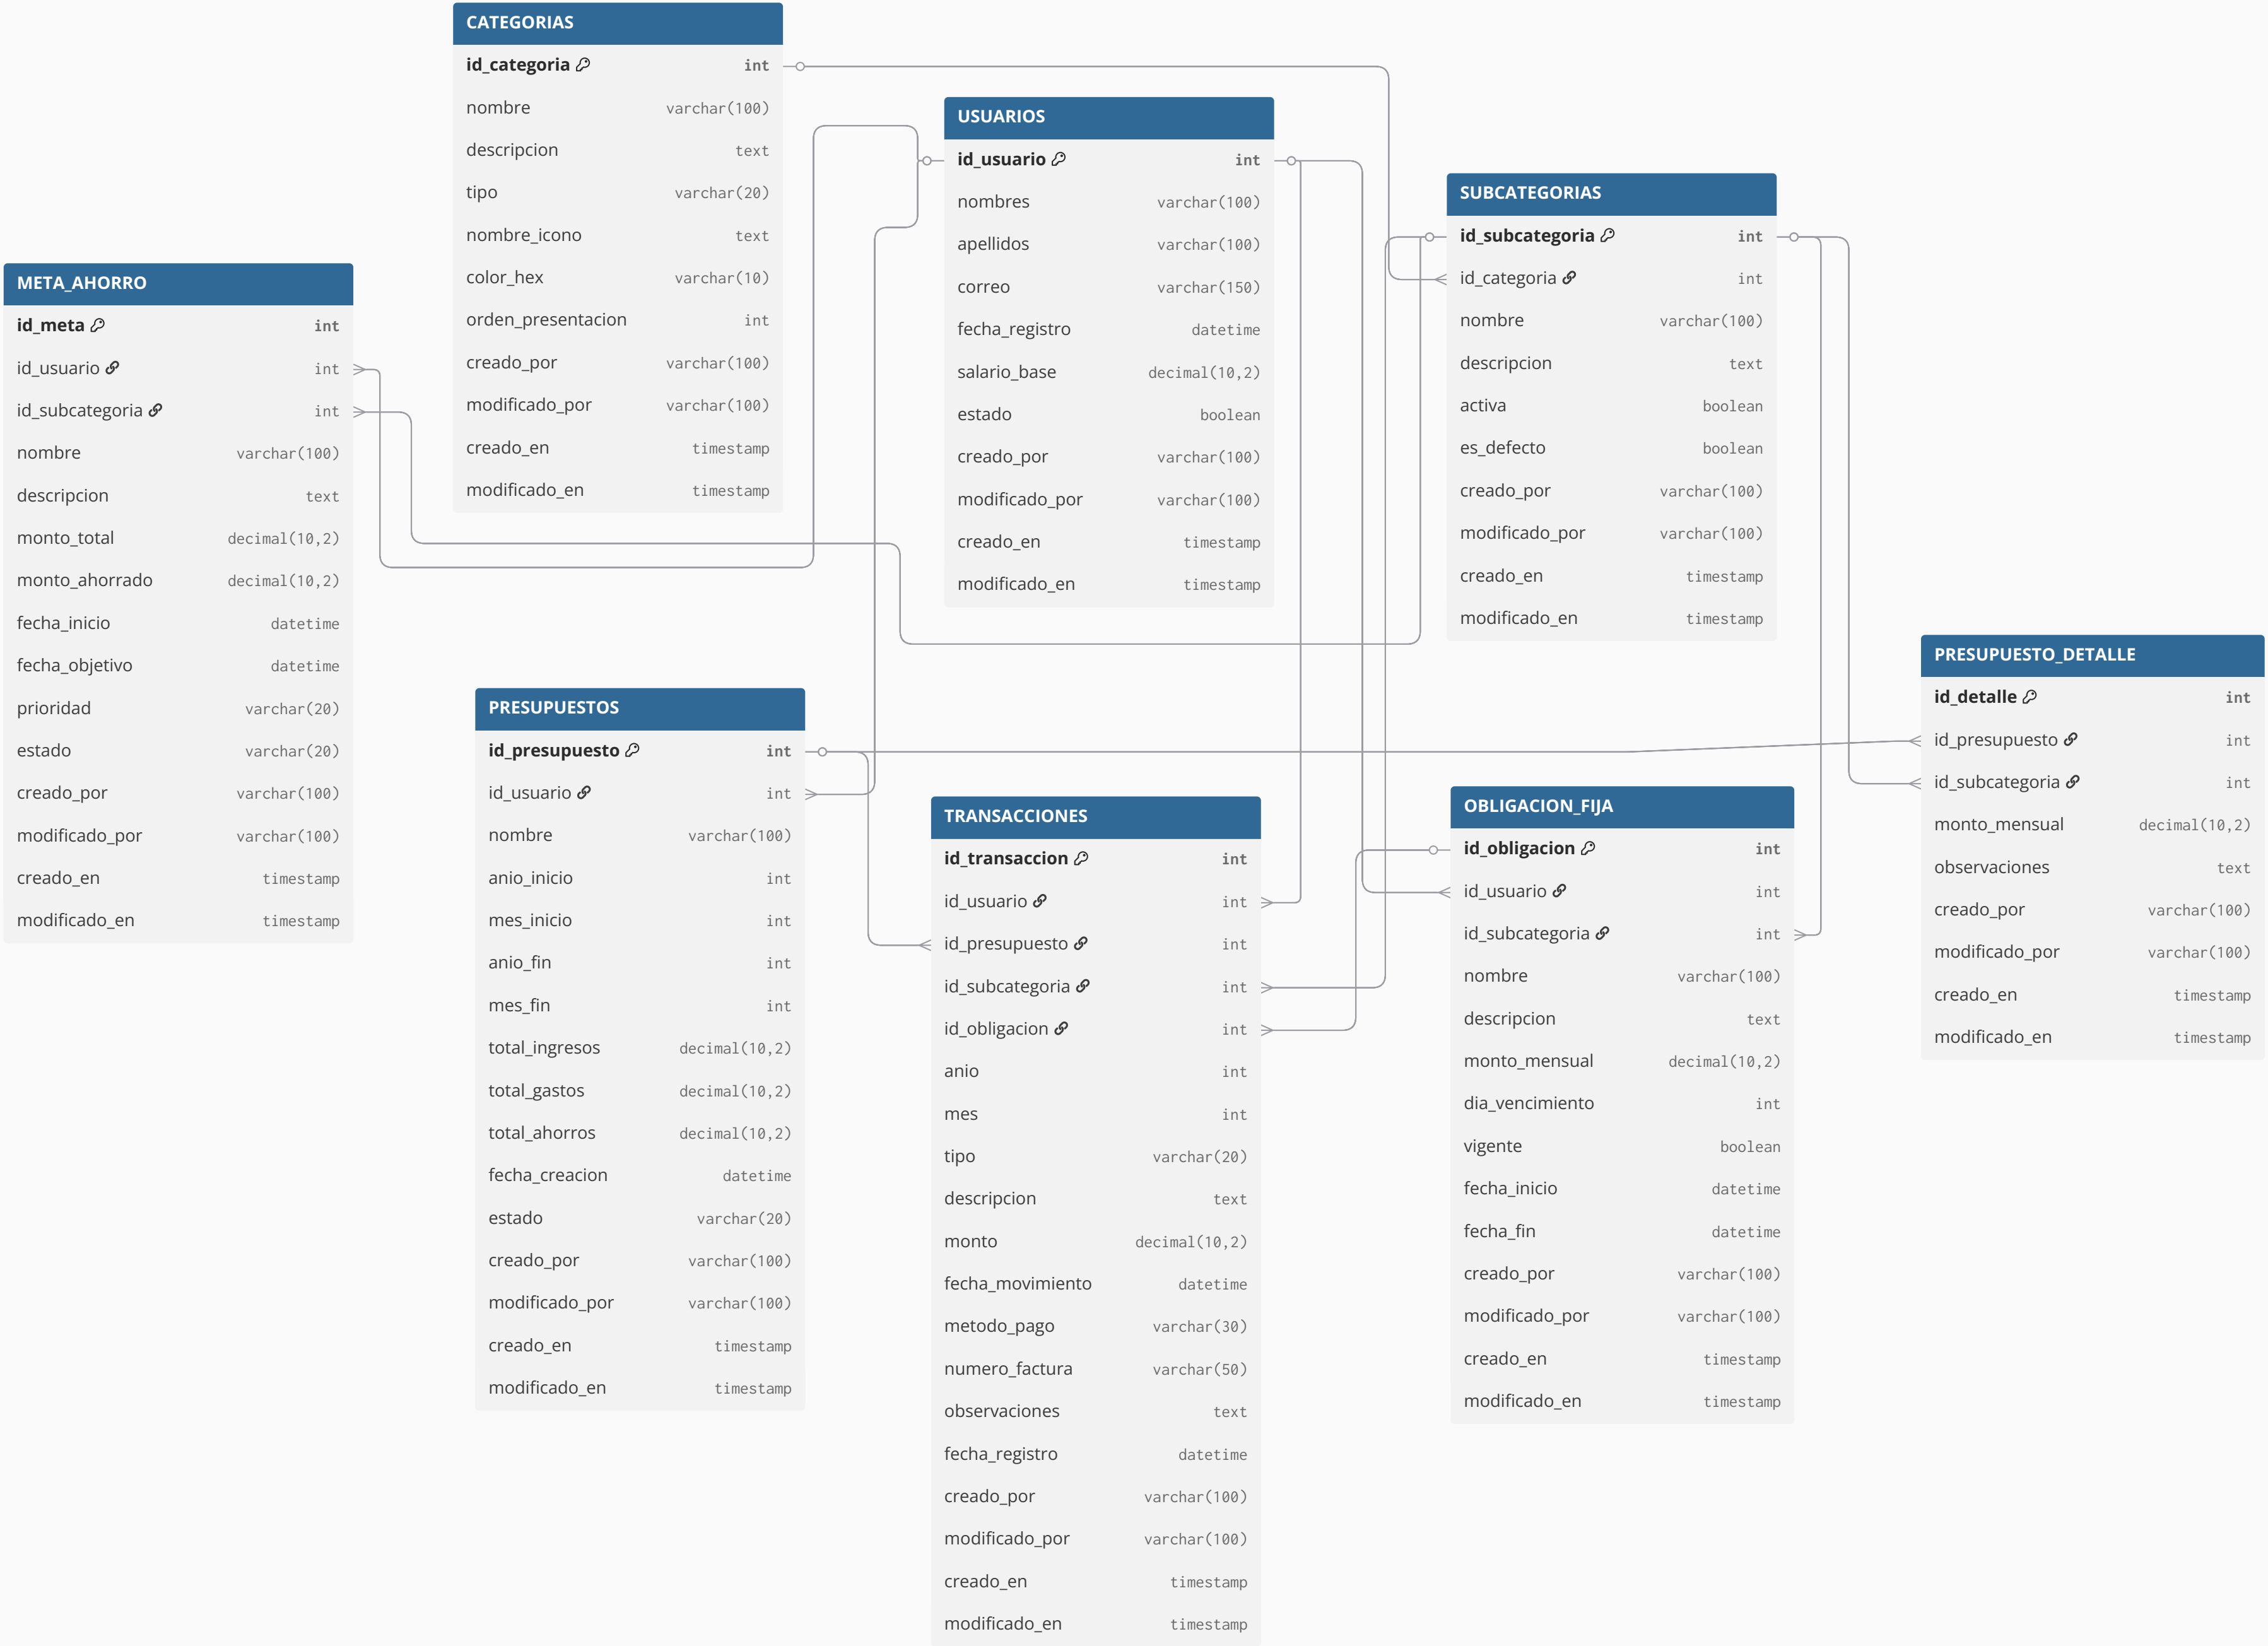 CATEGORIAS
id_categoria int
nombre varchar(100)
descripcion text
tipo varchar(20)
nombre_icono text
color_hex varchar(10)
orden_presentacion int
creado_por varchar(100)
modificado_por varchar(100)
creado_en timestamp
modificado_en timestamp
USUARIOS
id_usuario int
nombres varchar(100)
apellidos varchar(100)
correo varchar(150)
fecha_registro datetime
salario_base decimal(10,2)
estado boolean
creado_por varchar(100)
modificado_por varchar(100)
creado_en timestamp
modificado_en timestamp
SUBCATEGORIAS
id_subcategoria int
id_categoria int
nombre varchar(100)
descripcion text
activa boolean
es_defecto boolean
creado_por varchar(100)
modificado_por varchar(100)
creado_en timestamp
modificado_en timestamp
META_AHORRO
id_meta int
id_usuario int
id_subcategoria int
nombre varchar(100)
descripcion text
monto_total decimal(10,2)
monto_ahorrado decimal(10,2)
fecha_inicio datetime
fecha_objetivo datetime
prioridad varchar(20)
estado varchar(20)
creado_por varchar(100)
modificado_por varchar(100)
creado_en timestamp
modificado_en timestamp
PRESUPUESTOS
id_presupuesto int
id_usuario int
nombre varchar(100)
anio_inicio int
mes_inicio int
anio_fin int
mes_fin int
total_ingresos decimal(10,2)
total_gastos decimal(10,2)
total_ahorros decimal(10,2)
fecha_creacion datetime
estado varchar(20)
creado_por varchar(100)
modificado_por varchar(100)
creado_en timestamp
modificado_en timestamp
TRANSACCIONES
id_transaccion int
id_usuario int
id_presupuesto int
id_subcategoria int
id_obligacion int
anio int
mes int
tipo varchar(20)
descripcion text
monto decimal(10,2)
fecha_movimiento datetime
metodo_pago varchar(30)
numero_factura varchar(50)
observaciones text
fecha_registro datetime
creado_por varchar(100)
modificado_por varchar(100)
creado_en timestamp
modificado_en timestamp
OBLIGACION_FIJA
id_obligacion int
id_usuario int
id_subcategoria int
nombre varchar(100)
descripcion text
monto_mensual decimal(10,2)
dia_vencimiento int
vigente boolean
fecha_inicio datetime
fecha_fin datetime
creado_por varchar(100)
modificado_por varchar(100)
creado_en timestamp
modificado_en timestamp
PRESUPUESTO_DETALLE
id_detalle int
id_presupuesto int
id_subcategoria int
monto_mensual decimal(10,2)
observaciones text
creado_por varchar(100)
modificado_por varchar(100)
creado_en timestamp
modificado_en timestamp